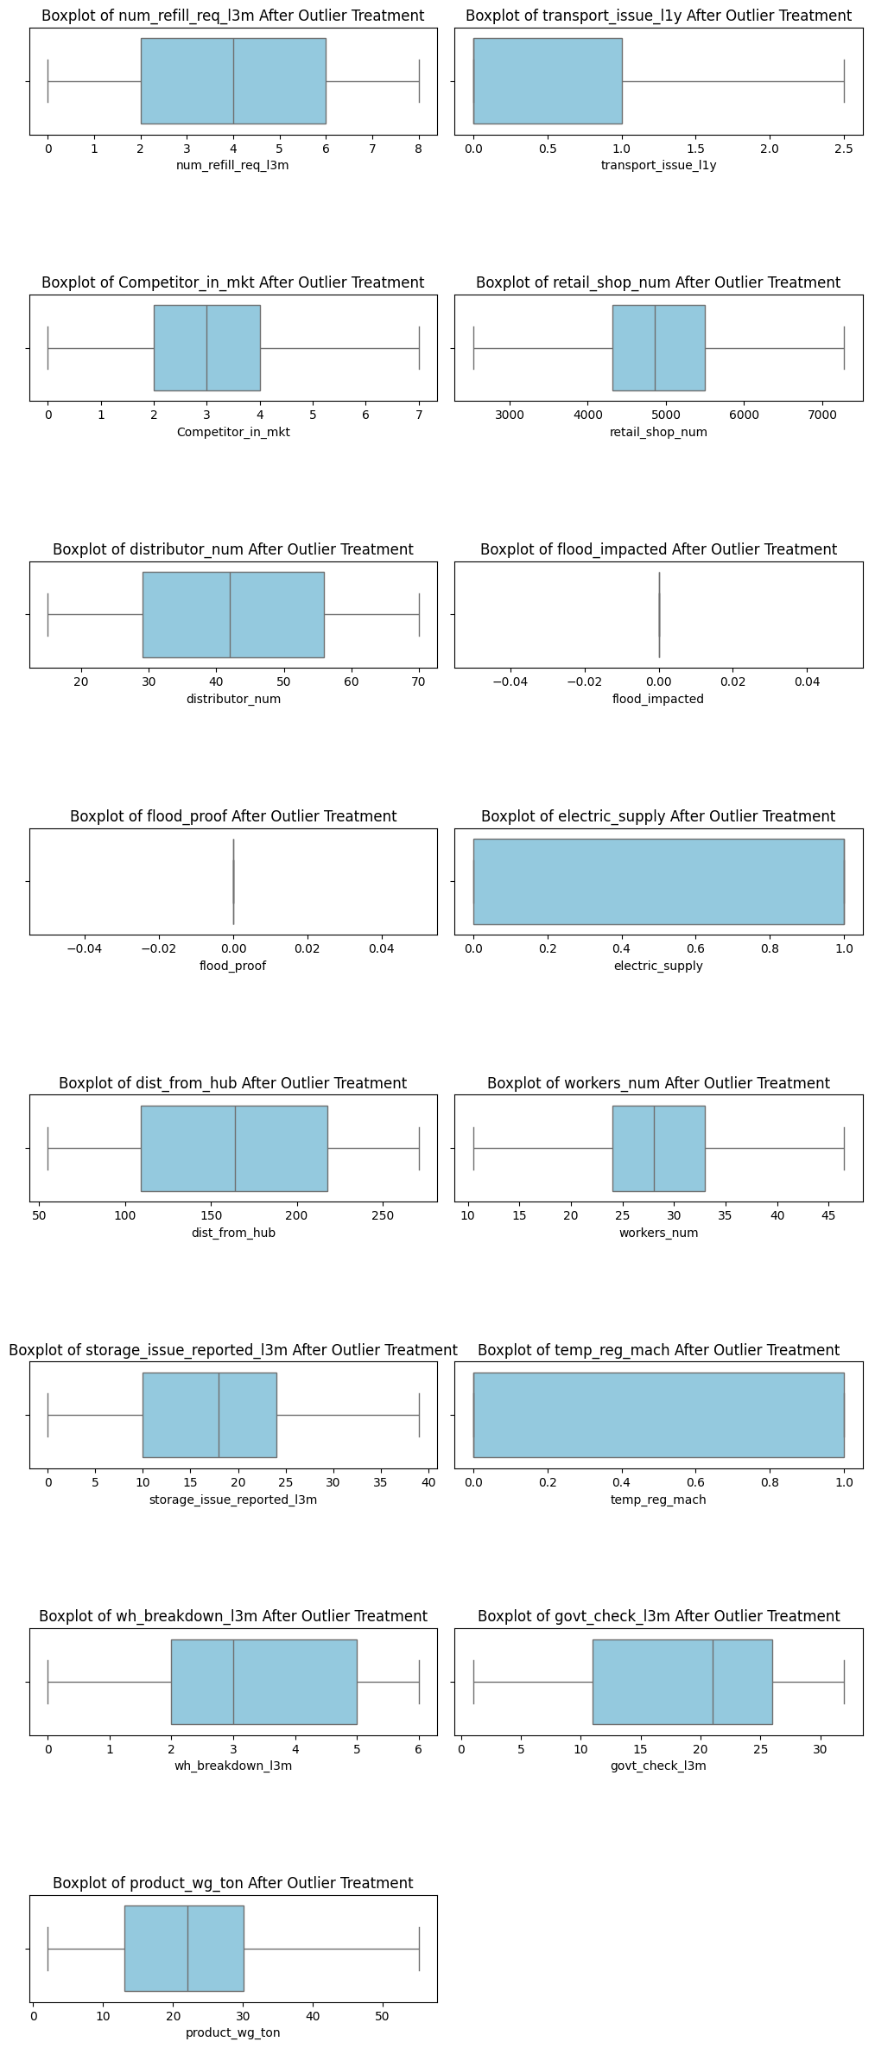 Boxplot of num_refill_req_l3m After Outlier Treatment
0 1 2 3 4 5 6 7 8
num_refill_req_l3m
Boxplot of transport_issue_l1y After Outlier Treatment
0.0 0.5 1.0 1.5 2.0 2.5
transport_issue_l1y
Boxplot of Competitor_in_mkt After Outlier Treatment
0 1 2 3 4 5 6 7
Competitor_in_mkt
Boxplot of retail_shop_num After Outlier Treatment
3000 4000 5000 6000 7000
retail_shop_num
Boxplot of distributor_num After Outlier Treatment
20 30 40 50 60 70
distributor_num
Boxplot of flood_impacted After Outlier Treatment
−0.04 −0.02 0.00 0.02 0.04
flood_impacted
Boxplot of flood_proof After Outlier Treatment
−0.04 −0.02 0.00 0.02 0.04
flood_proof
Boxplot of electric_supply After Outlier Treatment
0.0 0.2 0.4 0.6 0.8 1.0
electric_supply
Boxplot of dist_from_hub After Outlier Treatment
50 100 150 200 250
dist_from_hub
Boxplot of workers_num After Outlier Treatment
10 15 20 25 30 35 40 45
workers_num
Boxplot of storage_issue_reported_l3m After Outlier Treatment
0 5 10 15 20 25 30 35 40
storage_issue_reported_l3m
Boxplot of temp_reg_mach After Outlier Treatment
0.0 0.2 0.4 0.6 0.8 1.0
temp_reg_mach
Boxplot of wh_breakdown_l3m After Outlier Treatment
0 1 2 3 4 5 6
wh_breakdown_l3m
Boxplot of govt_check_l3m After Outlier Treatment
0 5 10 15 20 25 30
govt_check_l3m
Boxplot of product_wg_ton After Outlier Treatment
0 10 20 30 40 50
product_wg_ton